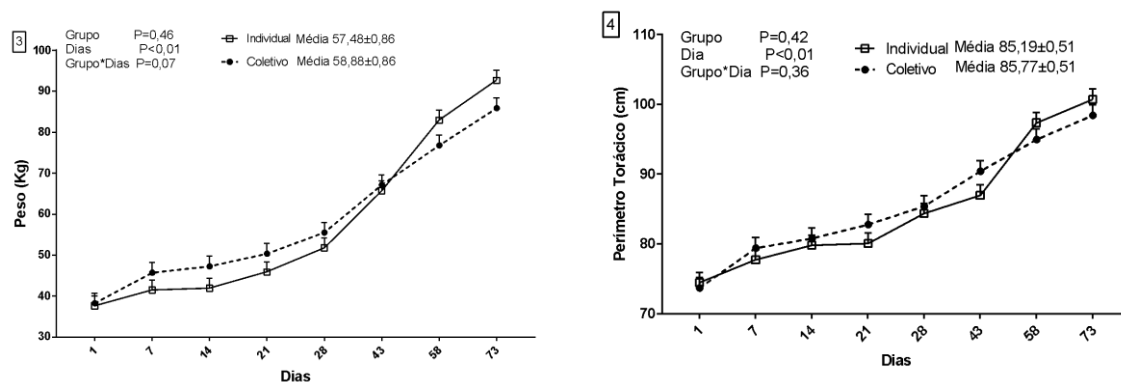 3
Grupo P=0,46
Dias P<0,01
Grupo*Dias P=0,07
Individual Média 57,48±0,86
Coletivo Média 58,88±0,86
Peso (Kg)
100
90
80
70
60
50
40
30
1 7 14 21 28 43 58 73
Dias
4
Grupo P=0,42
Dia P<0,01
Grupo*Dia P=0,36
Individual Média 85,19±0,51
Coletivo Média 85,77±0,51
Perímetro Torácico (cm)
110
100
90
80
70
1 7 14 21 28 43 58 73
Dias